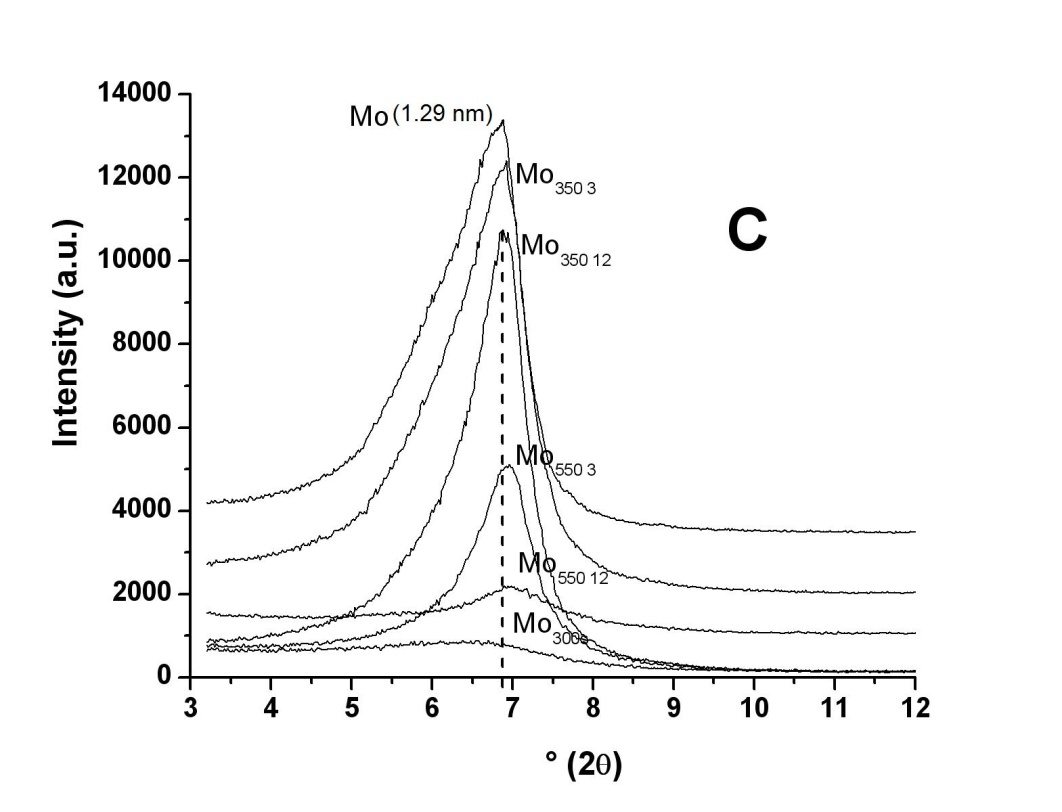 14000
12000
10000
8000
6000
4000
2000
0
Intensity (a.u.)
Mo (1.29 nm)
Mo350 3
Mo350 12
C
Mo550 3
Mo550 12
Mo300s
3 4 5 6 7 8 9 10 11 12
° (2θ)